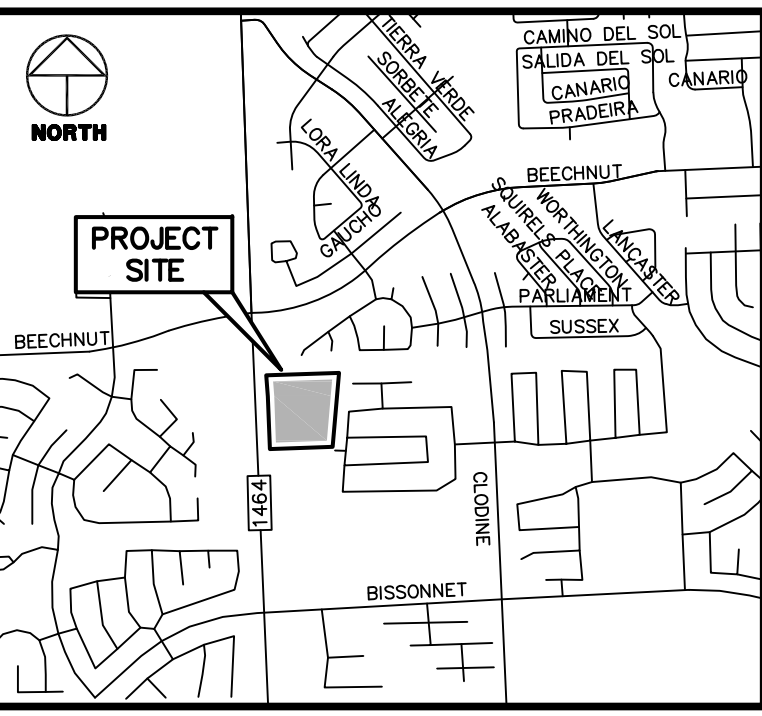 CAMINO DEL SOL
SALIDA DEL SOL
CANARIO
CANARIO
PRADEIRA
TIERRA VERDE
SORBETE
ALEGRIA
NORTH
LORA LINDA
GAUCHO
BEECHNUT
SQUIRELS PLACE
WORTHINGTON
ALABASTER
LANCASTER
PROJECT
SITE
PARLIAMENT
SUSSEX
BEECHNUT
1464
CLODINE
BISSONNET